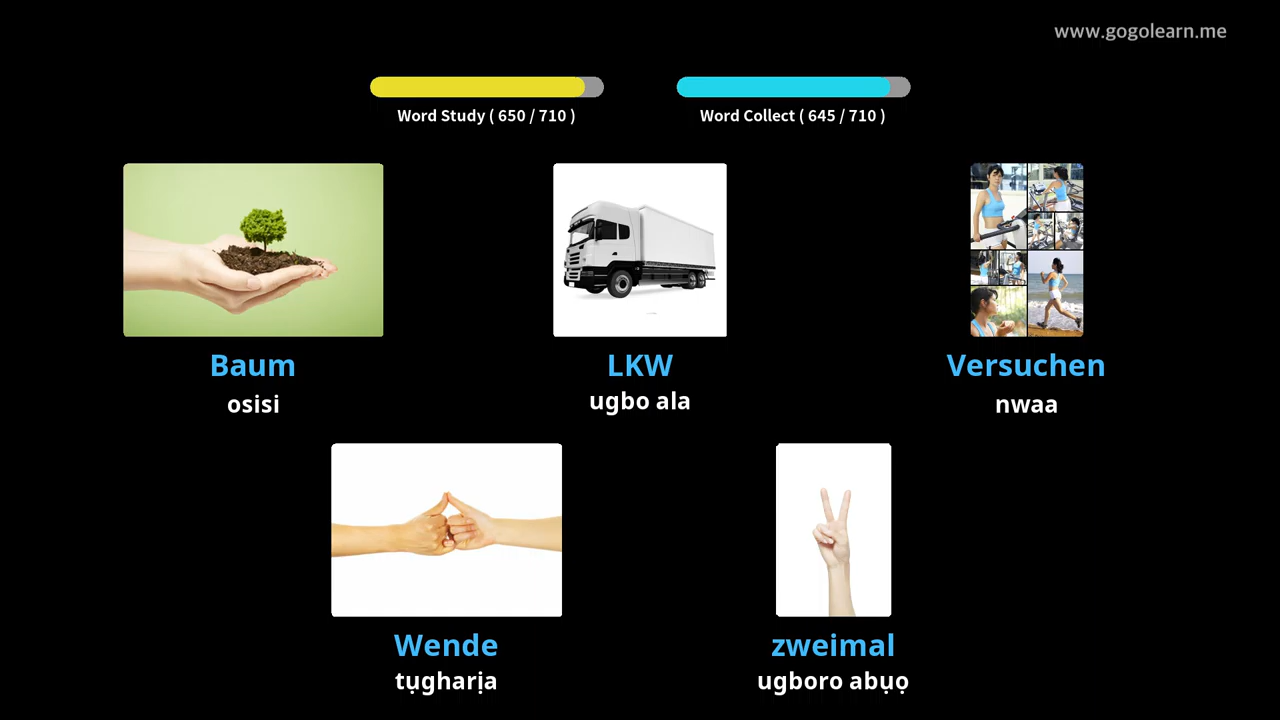 www.gogolearn.me
Word Study ( 650 / 710 )
Word Collect ( 645 / 710 )
Baum
LKW
Versuchen
osisi
ugbo ala
nwaa
Wende
zweimal
tụgharịa
ugboro abụọ